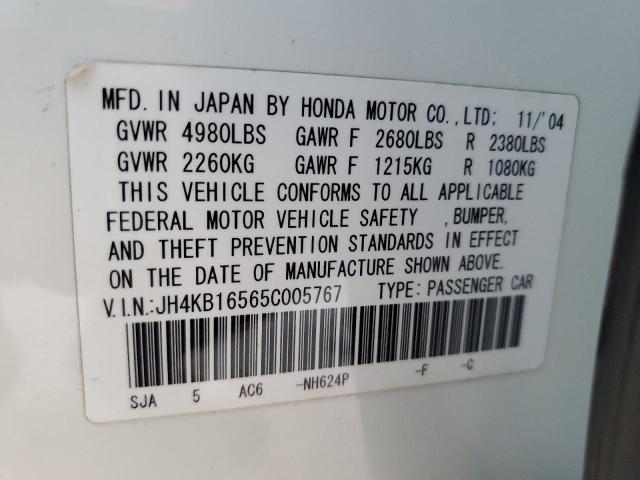 MFD. IN JAPAN BY HONDA MOTOR CO.,LTD: 11/'04
GVWR 4980LBS GAWR F 2680LBS R 2380LBS
GVWR 2260KG GAWR F 1215KG R 1080KG
THIS VEHICLE CONFORMS TO ALL APPLICABLE
FEDERAL MOTOR VEHICLE SAFETY ,BUMPER,
AND THEFT PREVENTION STANDARDS IN EFFECT
ON THE DATE OF MANUFACTURE SHOWN ABOVE.
V.I.N.:JH4KB16565C005767 TYPE: PASSENGER CAR
SJA 5 AC6 -NH624P -F -C